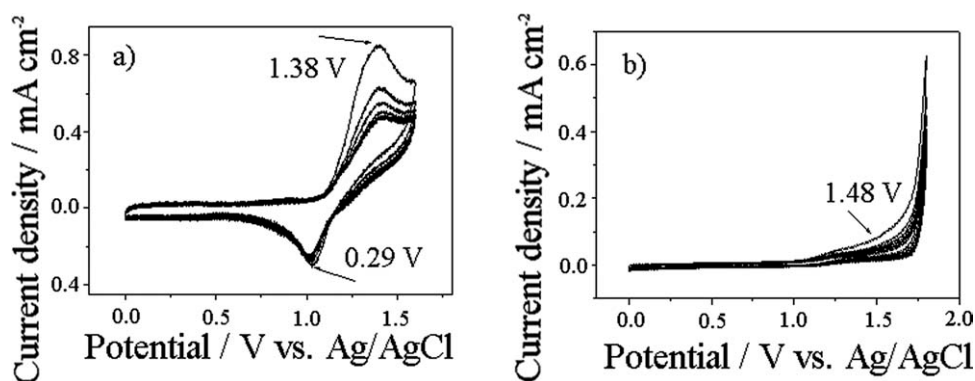 a)
1.38 V
0.29 V
0.8
0.4
0.0
0.4
0.0 0.5 1.0 1.5
Current density / mA cm-2
Potential / V vs. Ag/AgCl
b)
1.48 V
0.6
0.4
0.2
0.0
0.0 0.5 1.0 1.5 2.0
Current density / mA cm-2
Potential / V vs. Ag/AgCl